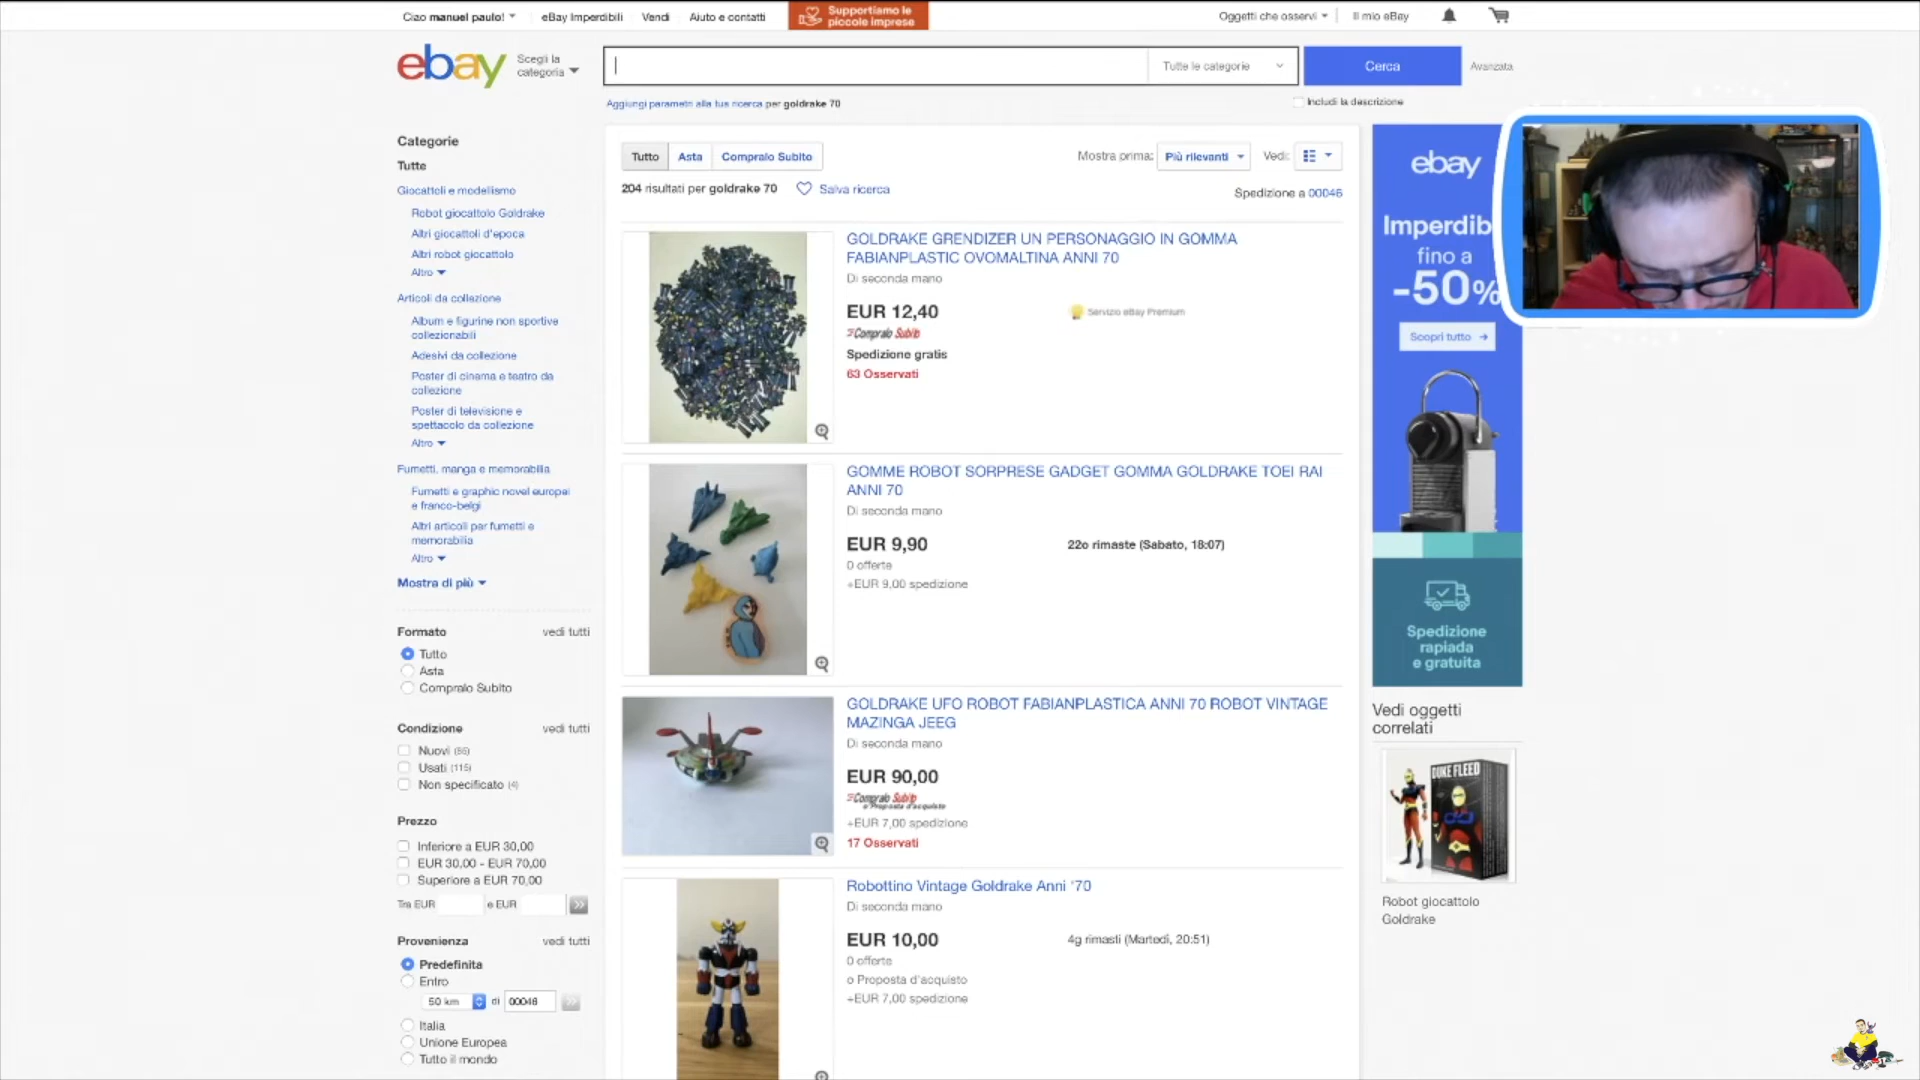 Ciao manuel paulo!
eBay Imperdibili
Vendi
Aiuto e contatti
Supportiamo le
piccole imprese
Oggetti che osservi
Il mio eBay
ebay
Scegli la
categoria
Tutte le categorie
Cerca
Avanzata
Aggiungi parametri alla tua ricerca per goldrake 70
Includi la descrizione
Categorie
Tutte
Giocattoli e modellismo
Robot giocattolo Goldrake
Altri giocattoli d'epoca
Altri robot giocattolo
Altro
Articoli da collezione
Album e figurine non sportive
collezionabili
Adesivi da collezione
Poster di cinema e teatro da
collezione
Poster di televisione e
spettacolo da collezione
Altro
Fumetti, manga e memorabilia
Fumetti e graphic novel europei
e franco-belgi
Altri articoli per fumetti e
memorabilia
Altro
Mostra di più
Formato
vedi tutti
Tutto
Asta
Compralo Subito
Condizione
vedi tutti
Nuovi (85)
Usati (115)
Non specificato (4)
Prezzo
Inferiore a EUR 30,00
EUR 30,00 - EUR 70,00
Superiore a EUR 70,00
Tra EUR
e EUR
Provenienza
vedi tutti
Predefinita
Entro
50 km
di
00046
Italia
Unione Europea
Tutto il mondo
Tutto
Asta
Compralo Subito
Mostra prima:
Più rilevanti
Vedi:
204 risultati per goldrake 70
Salva ricerca
Spedizione a 00046
GOLDRAKE GRENDIZER UN PERSONAGGIO IN GOMMA
FABIANPLASTIC OVOMALTINA ANNI 70
Di seconda mano
EUR 12,40
Servizio eBay Premium
Compralo Subito
Spedizione gratis
63 Osservati
GOMME ROBOT SORPRESE GADGET GOMMA GOLDRAKE TOEI RAI
ANNI 70
Di seconda mano
EUR 9,90
22o rimaste (Sabato, 18:07)
0 offerte
+EUR 9,00 spedizione
GOLDRAKE UFO ROBOT FABIANPLASTICA ANNI 70 ROBOT VINTAGE
MAZINGA JEEG
Di seconda mano
EUR 90,00
Compralo Subito
o Proposta d'acquisto
+EUR 7,00 spedizione
17 Osservati
Robottino Vintage Goldrake Anni '70
Di seconda mano
EUR 10,00
4g rimasti (Martedì, 20:51)
0 offerte
o Proposta d'acquisto
+EUR 7,00 spedizione
ebay
Imperdib
fino a
-50%
Scopri tutto
Spedizione
rapiada
e gratuita
Vedi oggetti
correlati
DUKE FLEED
Robot giocattolo
Goldrake